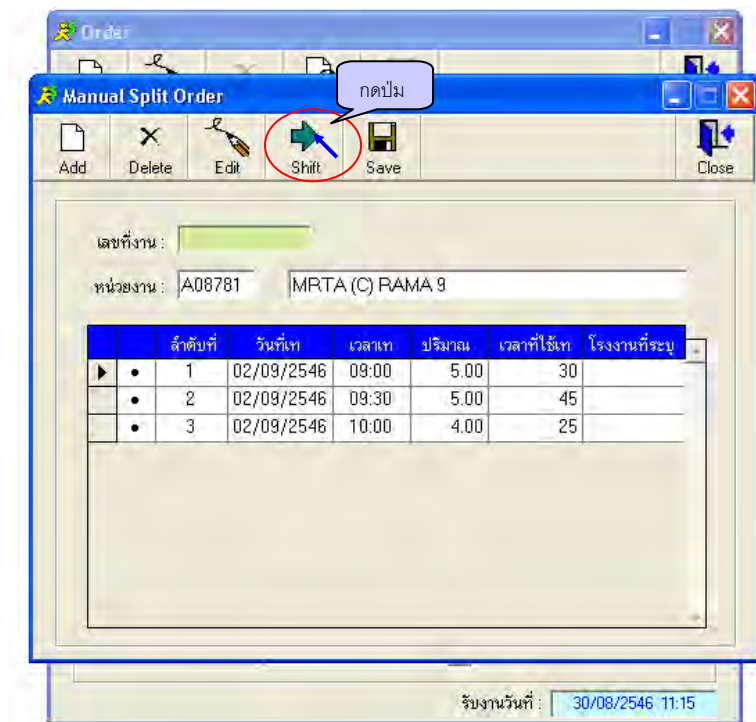 Order
Manual Split Order
กดปุ่ม
Add Delete Edit Shift Save Close
เลขที่งาน :
หน่วยงาน : A08781 MRTA (C) RAMA 9
ลำดับที่ วันที่เท เวลาเท ปริมาณ เวลาที่ใช้เท โรงงานที่ระบุ
1 02/09/2546 09:00 5.00 30
2 02/09/2546 09:30 5.00 45
3 02/09/2546 10:00 4.00 25
รับงานวันที่ : 30/08/2546 11:15